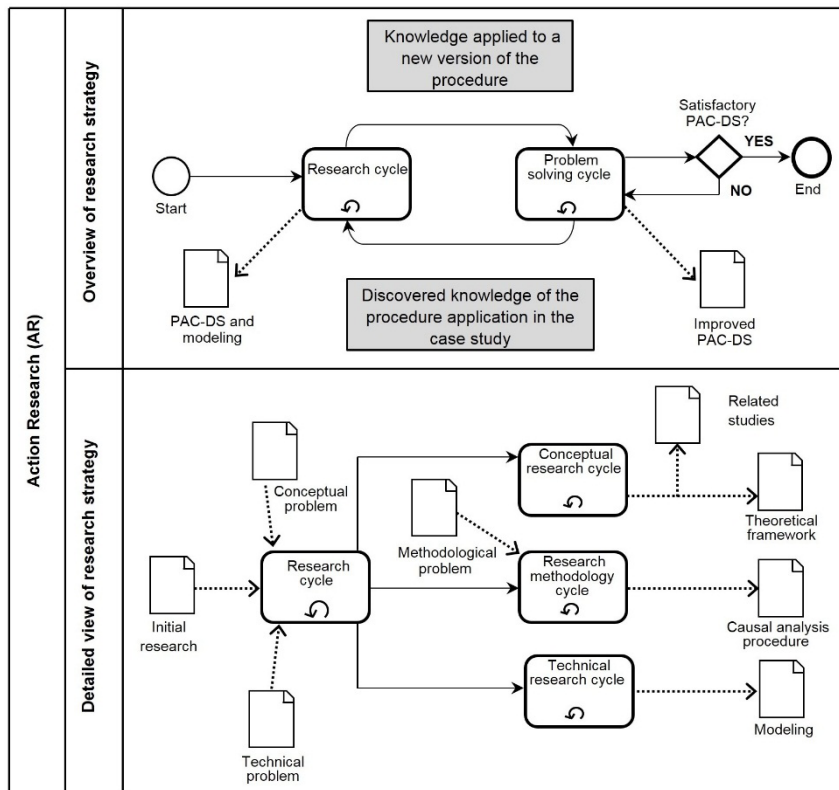 Action Research (AR)
Overview of research strategy
Knowledge applied to a
new version of the
procedure
Satisfactory
PAC-DS?
YES
NO
Start
Research cycle
Problem
solving cycle
End
PAC-DS and
modeling
Discovered knowledge of the
procedure application in the
case study
Improved
PAC-DS
Detailed view of research strategy
Related
studies
Conceptual
problem
Conceptual
research cycle
Theoretical
framework
Methodological
problem
Initial
research
Research
cycle
Research
methodology
cycle
Causal analysis
procedure
Technical
problem
Technical
research cycle
Modeling